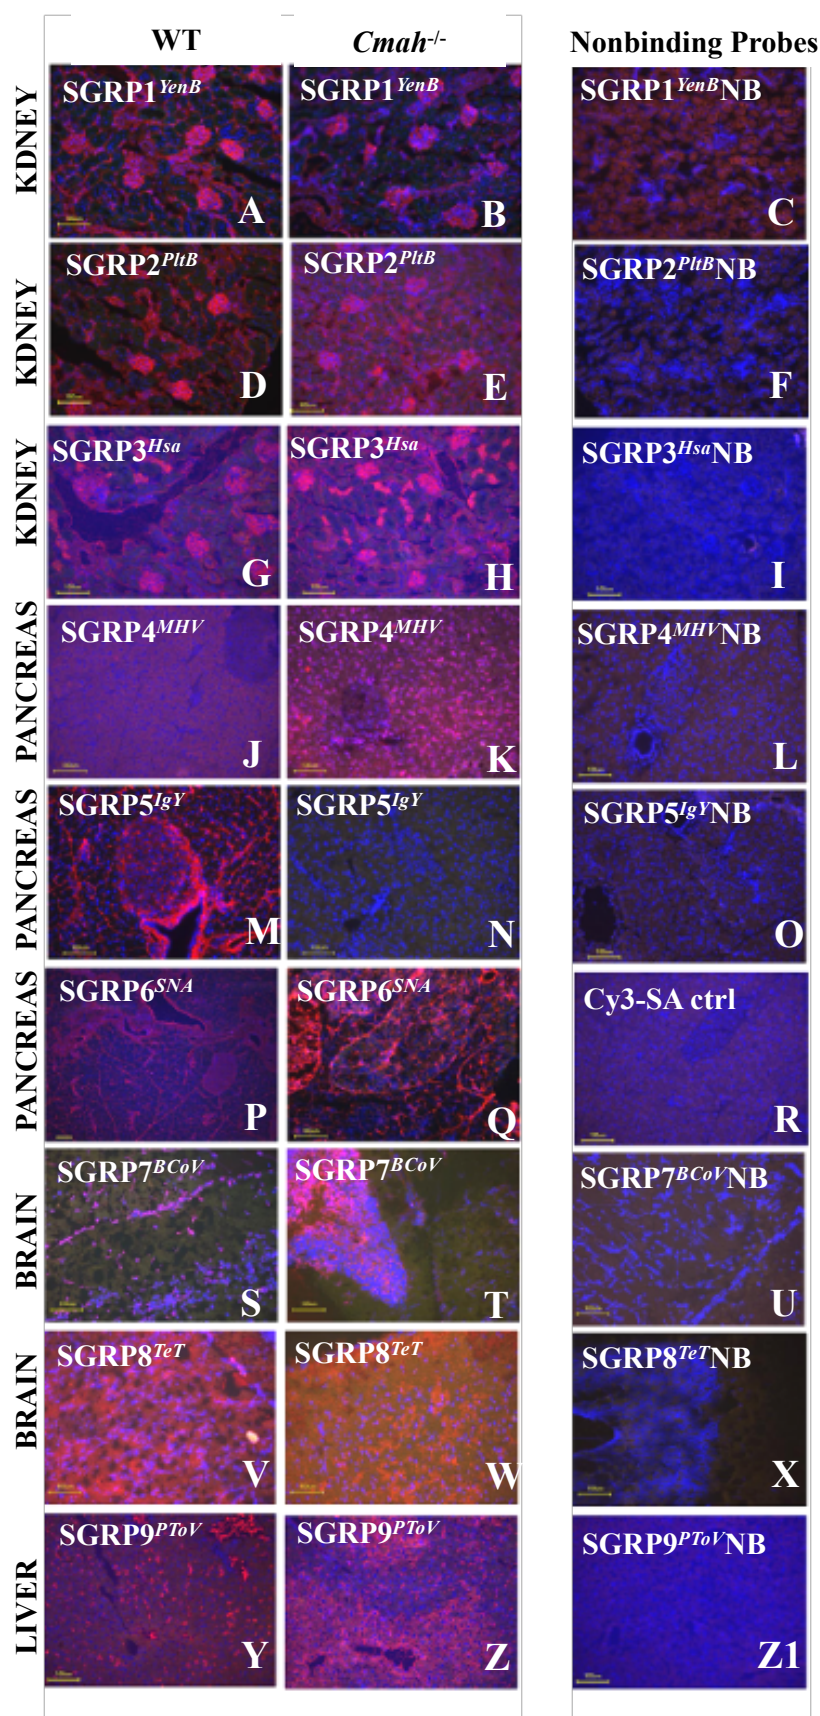 WT Cmah-/- Nonbinding Probes
KDNEY SGRP1YenB A SGRP1YenB B SGRP1YenBNB C
KDNEY SGRP2PltB D SGRP2PltB E SGRP2PltBNB F
KDNEY SGRP3Hsa G SGRP3Hsa H SGRP3HsaNB I
PANCREAS SGRP4MHV J SGRP4MHV K SGRP4MHVNB L
PANCREAS SGRP5IgY M SGRP5IgY N SGRP5IgYNB O
PANCREAS SGRP6SNA P SGRP6SNA Q Cy3-SA ctrl R
BRAIN SGRP7BCoV S SGRP7BCoV T SGRP7BCoVNB U
BRAIN SGRP8TeT V SGRP8TeT W SGRP8TeTNB X
LIVER SGRP9PToV Y SGRP9PToV Z SGRP9PToVNB Z1